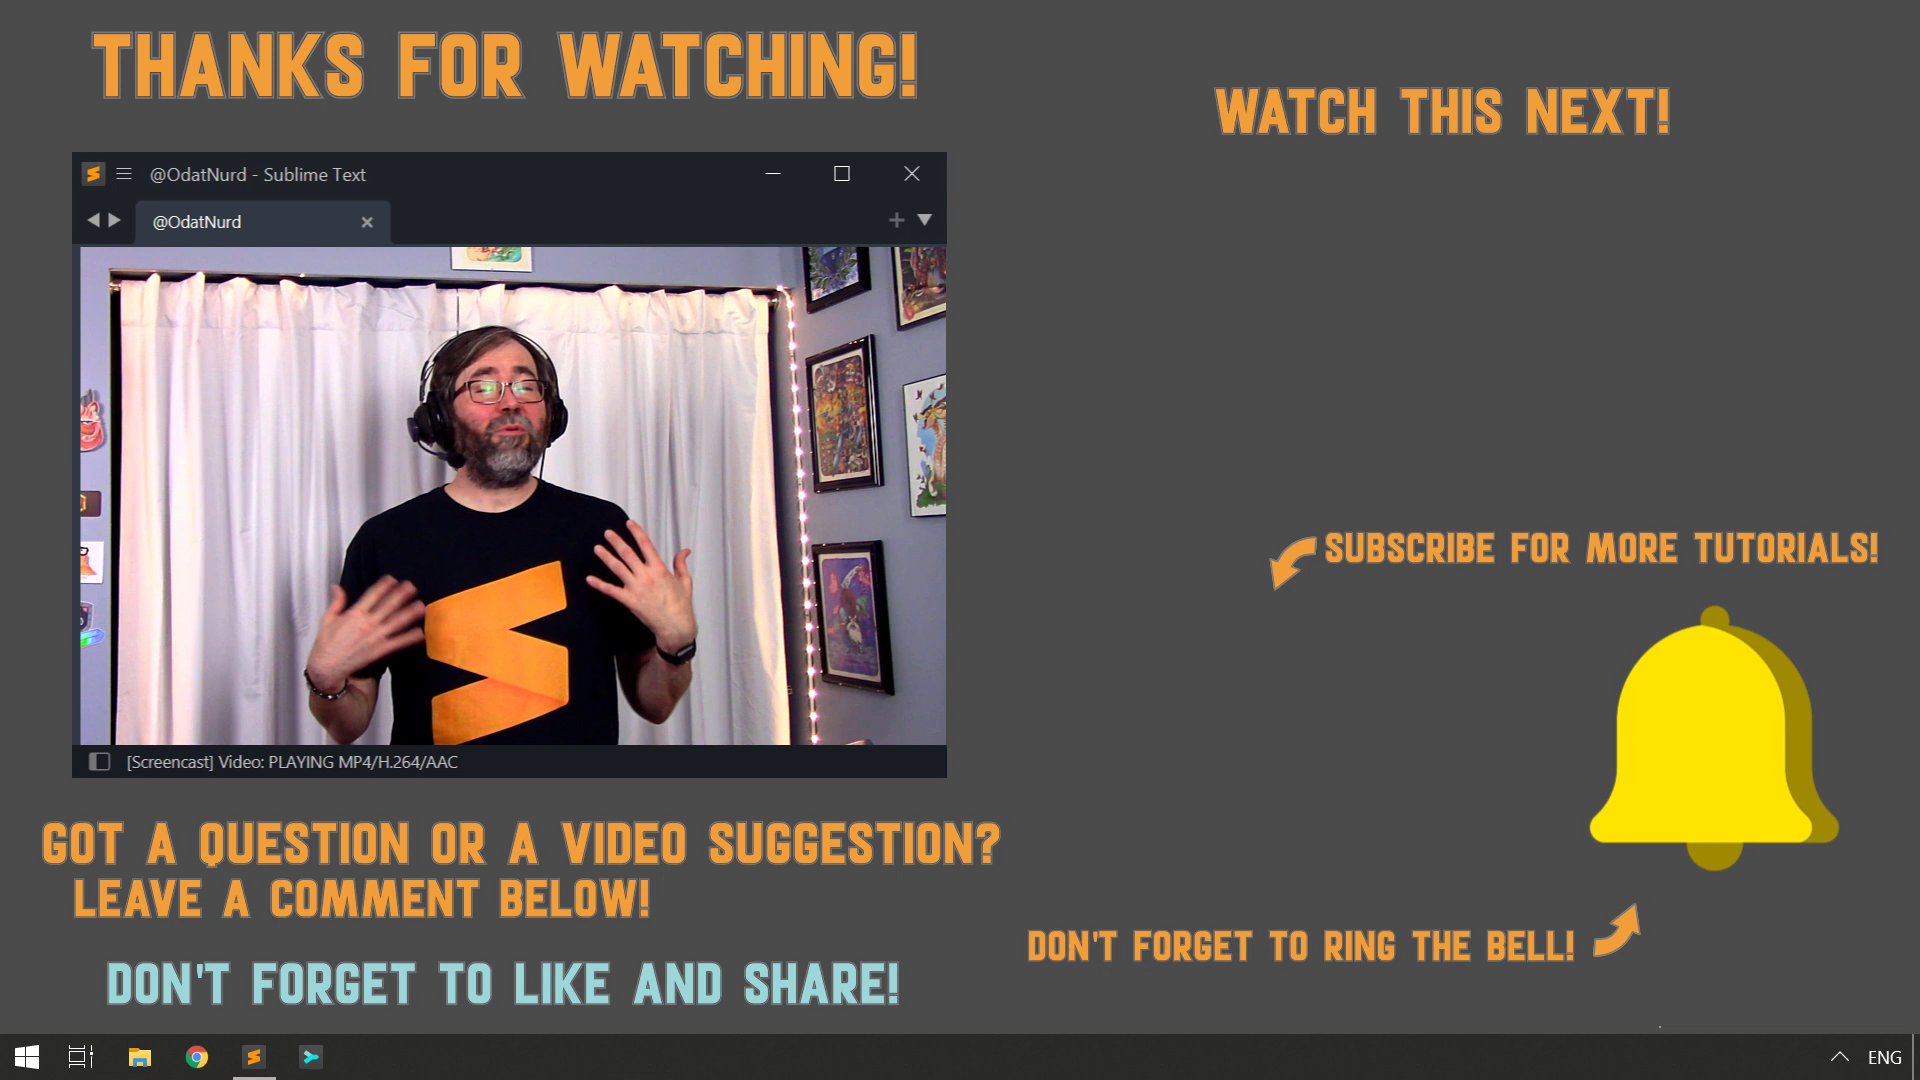 THANKS FOR WATCHING!
WATCH THIS NEXT!
@OdatNurd - Sublime Text
@OdatNurd
SUBSCRIBE FOR MORE TUTORIALS!
[Screencast] Video: PLAYING MP4/H.264/AAC
GOT A QUESTION OR A VIDEO SUGGESTION?
LEAVE A COMMENT BELOW!
DON'T FORGET TO RING THE BELL!
DON'T FORGET TO LIKE AND SHARE!
ENG